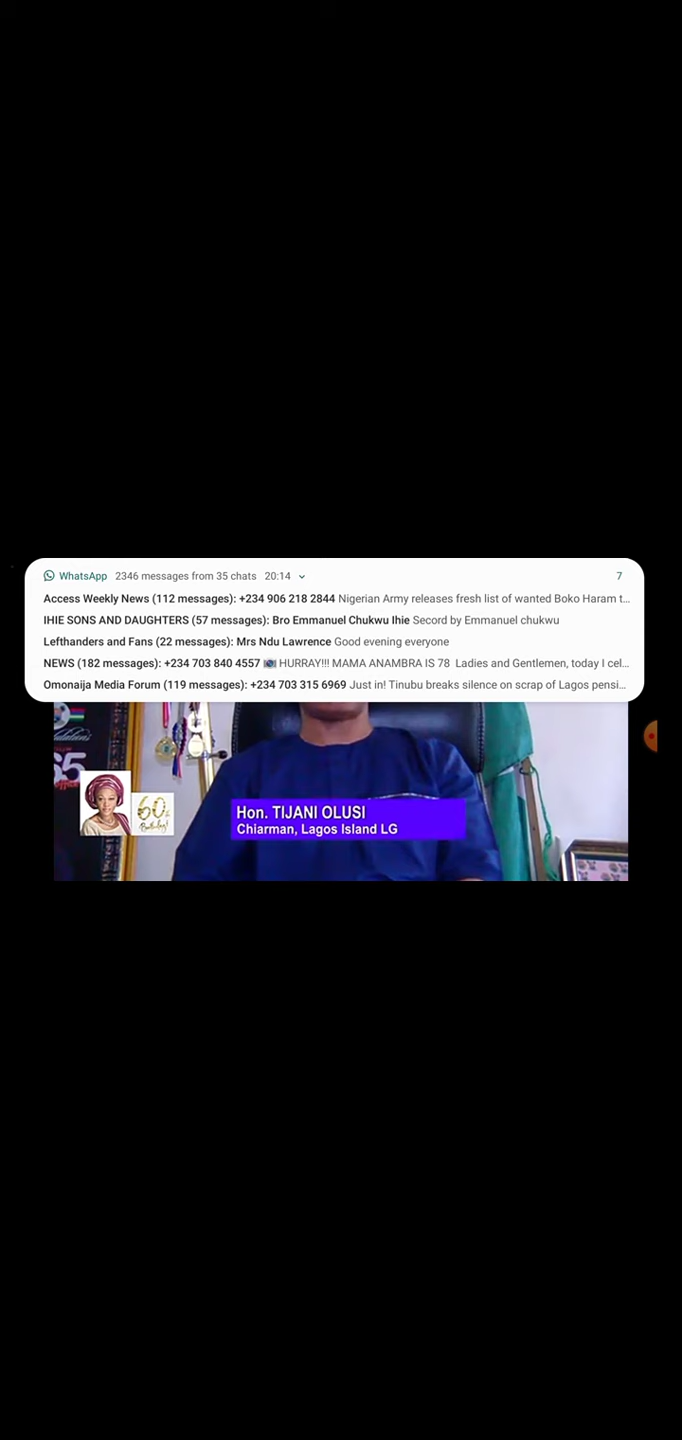 WhatsApp 2346 messages from 35 chats 20:14 7
Access Weekly News (112 messages): +234 906 218 2844 Nigerian Army releases fresh list of wanted Boko Haram t...
IHIE SONS AND DAUGHTERS (57 messages): Bro Emmanuel Chukwu Ihie Secord by Emmanuel chukwu
Lefthanders and Fans (22 messages): Mrs Ndu Lawrence Good evening everyone
NEWS (182 messages): +234 703 840 4557 HURRAY!!! MAMA ANAMBRA IS 78 Ladies and Gentlemen, today I cel...
Omonaija Media Forum (119 messages): +234 703 315 6969 Just in! Tinubu breaks silence on scrap of Lagos pensi...
65
60th
Birthday!
Hon. TIJANI OLUSI
Chiarman, Lagos Island LG